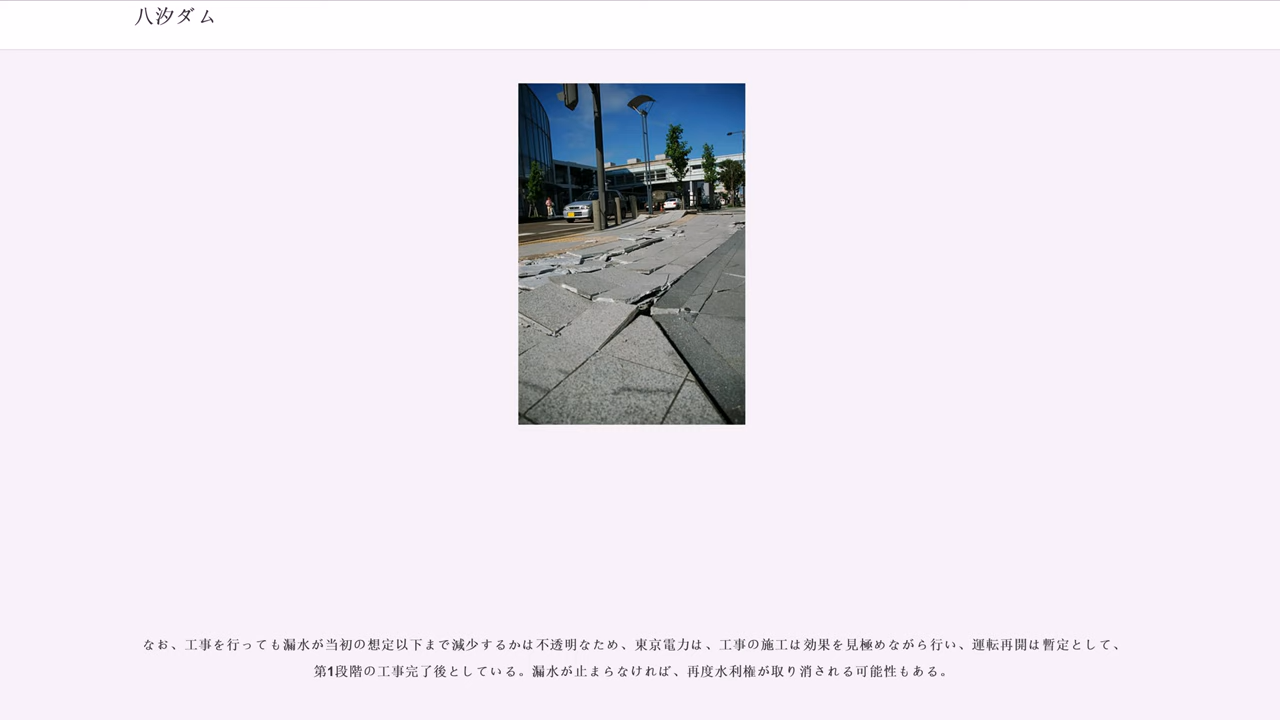 八汐ダム
なお、工事を行っても漏水が当初の想定以下まで減少するかは不透明なため、東京電力は、工事の施工は効果を見極めながら行い、運転再開は暫定として、
第1段階の工事完了後としている。漏水が止まらなければ、再度水利権が取り消される可能性もある。